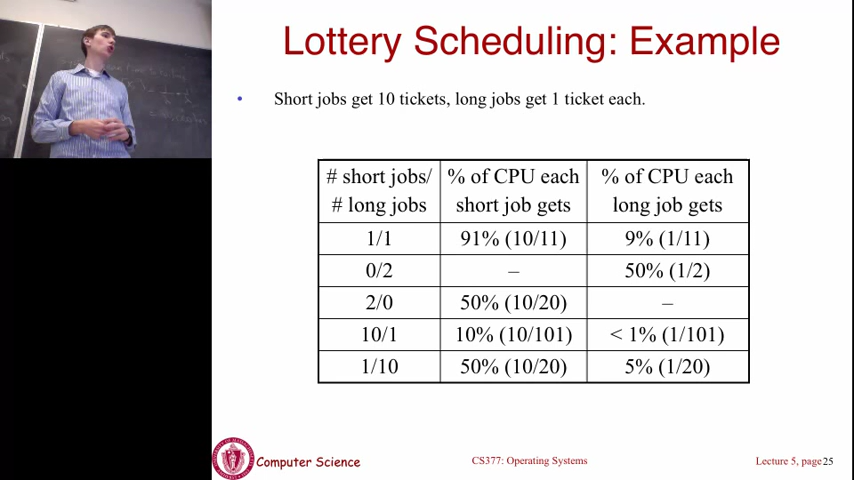 Lottery Scheduling: Example
• Short jobs get 10 tickets, long jobs get 1 ticket each.
# short jobs/ % of CPU each % of CPU each
# long jobs short job gets long job gets
1/1 91% (10/11) 9% (1/11)
0/2 – 50% (1/2)
2/0 50% (10/20) –
10/1 10% (10/101) < 1% (1/101)
1/10 50% (10/20) 5% (1/20)
Computer Science CS377: Operating Systems Lecture 5, page 25